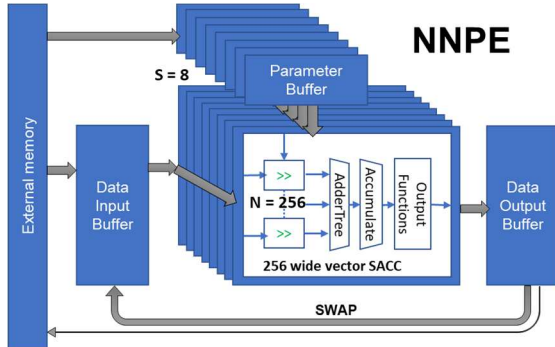 NNPE
S = 8
Parameter
Buffer
External memory
Data
Input
Buffer
>>
N = 256
>>
AdderTree
Accumulate
Output
Functions
256 wide vector SACC
Data
Output
Buffer
SWAP